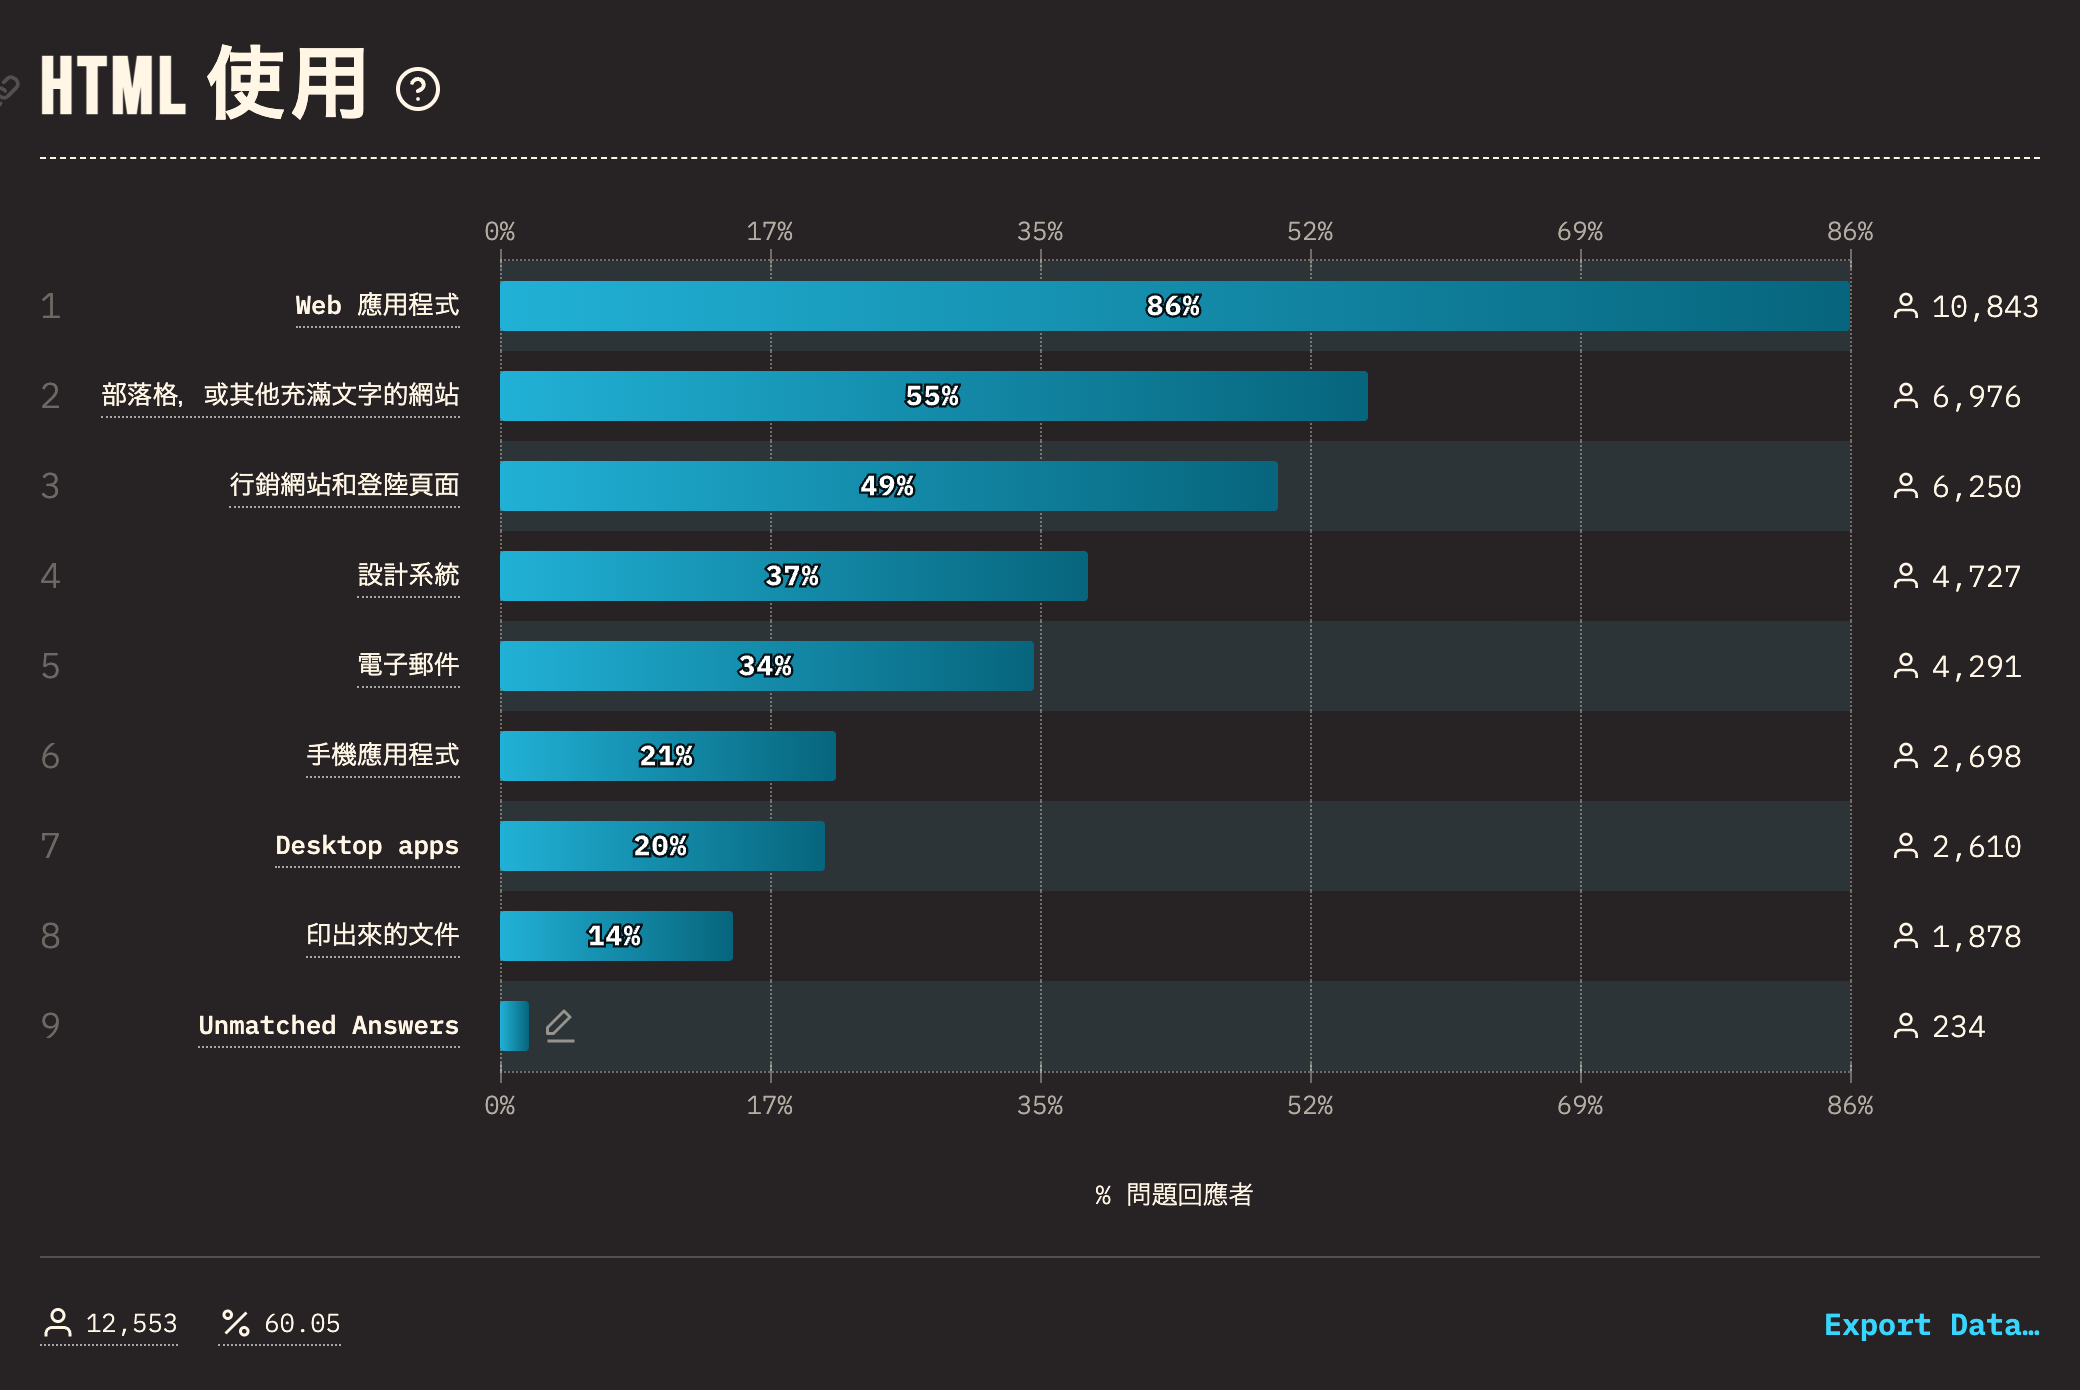 HTML 使用
0% 17% 35% 52% 69% 86%
1 Web 應用程式 86% 10,843
2 部落格，或其他充滿文字的網站 55% 6,976
3 行銷網站和登陸頁面 49% 6,250
4 設計系統 37% 4,727
5 電子郵件 34% 4,291
6 手機應用程式 21% 2,698
7 Desktop apps 20% 2,610
8 印出來的文件 14% 1,878
9 Unmatched Answers 234
0% 17% 35% 52% 69% 86%
% 問題回應者
12,553 % 60.05 Export Data…